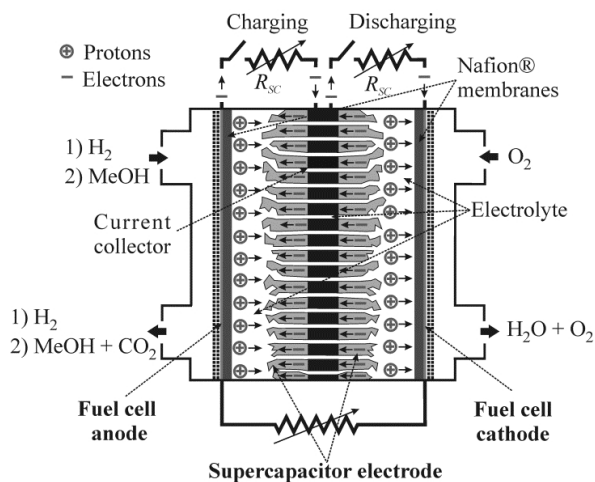 Charging
Discharging
⊕ Protons
− Electrons
R_SC
R_SC
Nafion®
membranes
1) H₂
2) MeOH
O₂
Current
collector
Electrolyte
1) H₂
2) MeOH + CO₂
H₂O + O₂
Fuel cell
anode
Fuel cell
cathode
Supercapacitor electrode